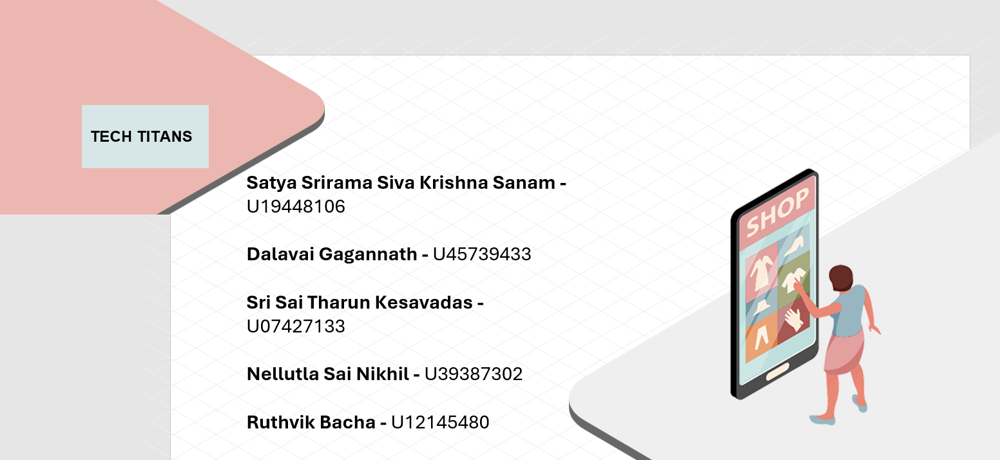 TECH TITANS
Satya Srirama Siva Krishna Sanam -
U19448106
Dalavai Gagannath - U45739433
Sri Sai Tharun Kesavadas -
U07427133
Nellutla Sai Nikhil - U39387302
Ruthvik Bacha - U12145480
SHOP